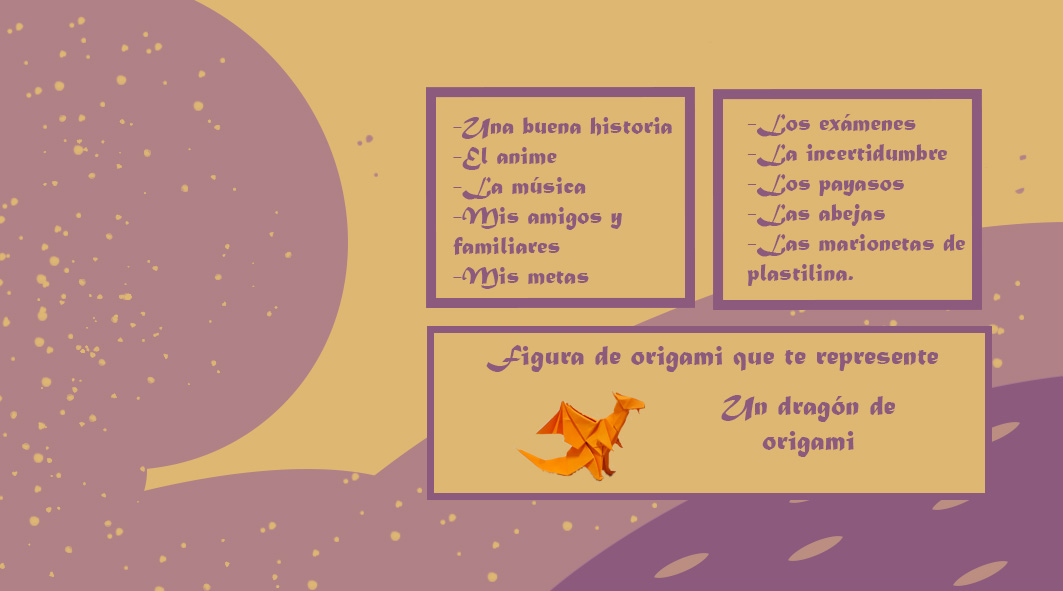 -Una buena historia
-El anime
-La música
-Mis amigos y
familiares
-Mis metas
-Los exámenes
-La incertidumbre
-Los payasos
-Las abejas
-Las marionetas de
plastilina.
Figura de origami que te represente
Un dragón de
origami